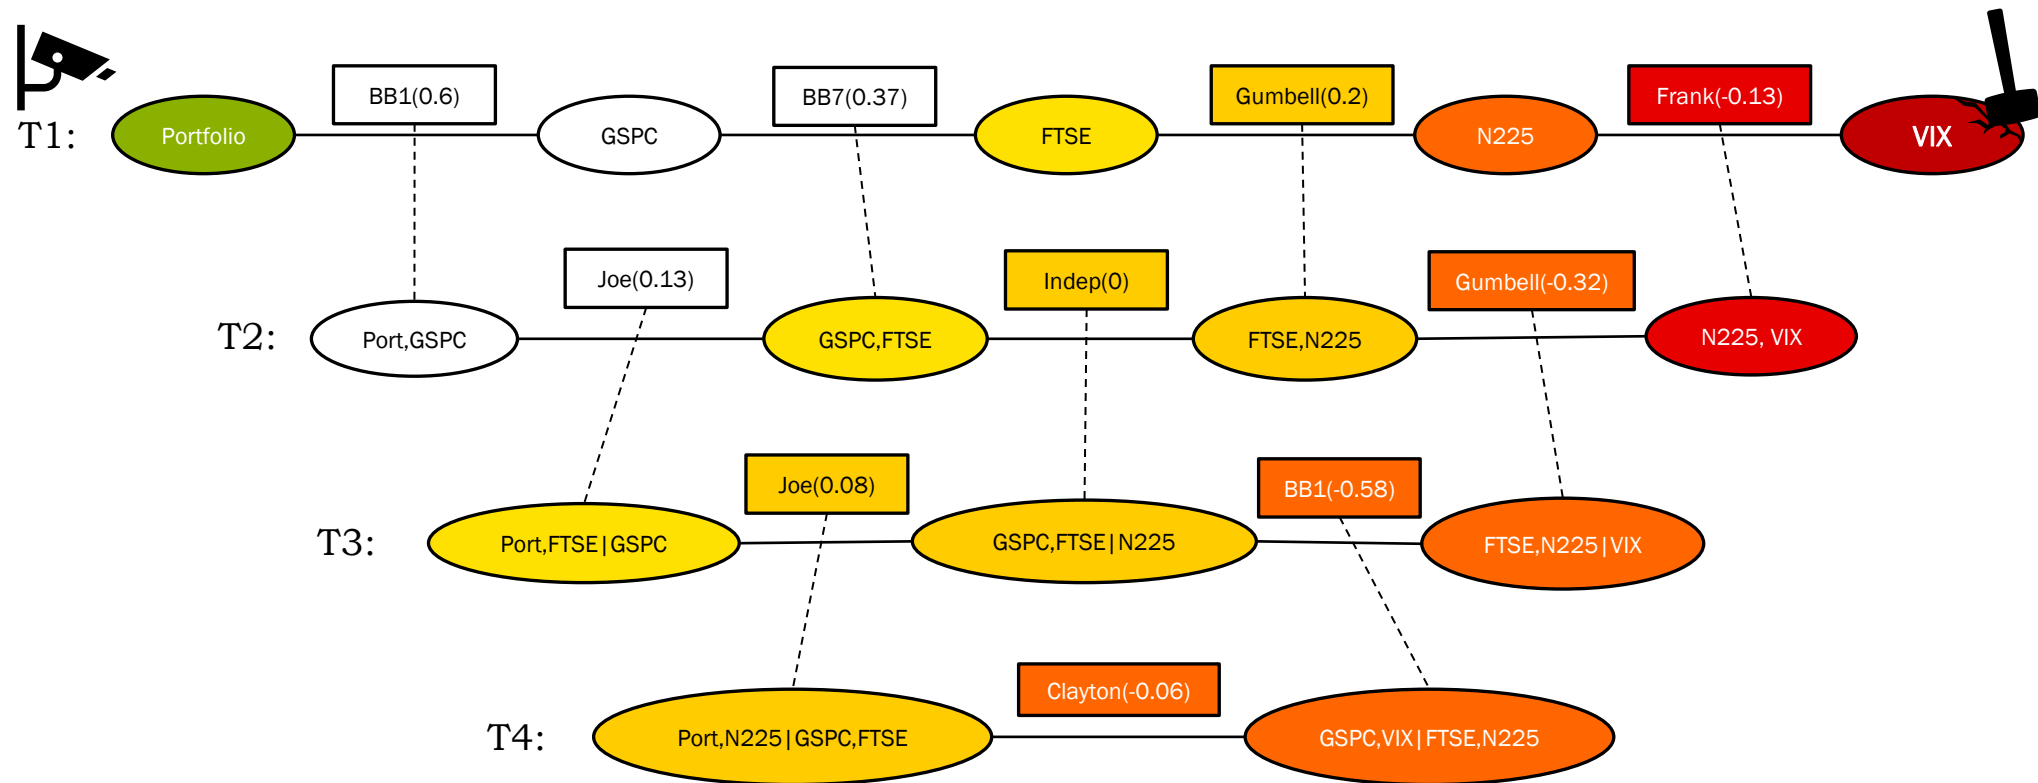 BB1(0.6)
BB7(0.37)
Gumbell(0.2)
Frank(-0.13)
T1:
Portfolio
GSPC
FTSE
N225
VIX
Joe(0.13)
Indep(0)
Gumbell(-0.32)
T2:
Port,GSPC
GSPC,FTSE
FTSE,N225
N225, VIX
Joe(0.08)
BB1(-0.58)
T3:
Port,FTSE|GSPC
GSPC,FTSE|N225
FTSE,N225|VIX
Clayton(-0.06)
T4:
Port,N225|GSPC,FTSE
GSPC,VIX|FTSE,N225